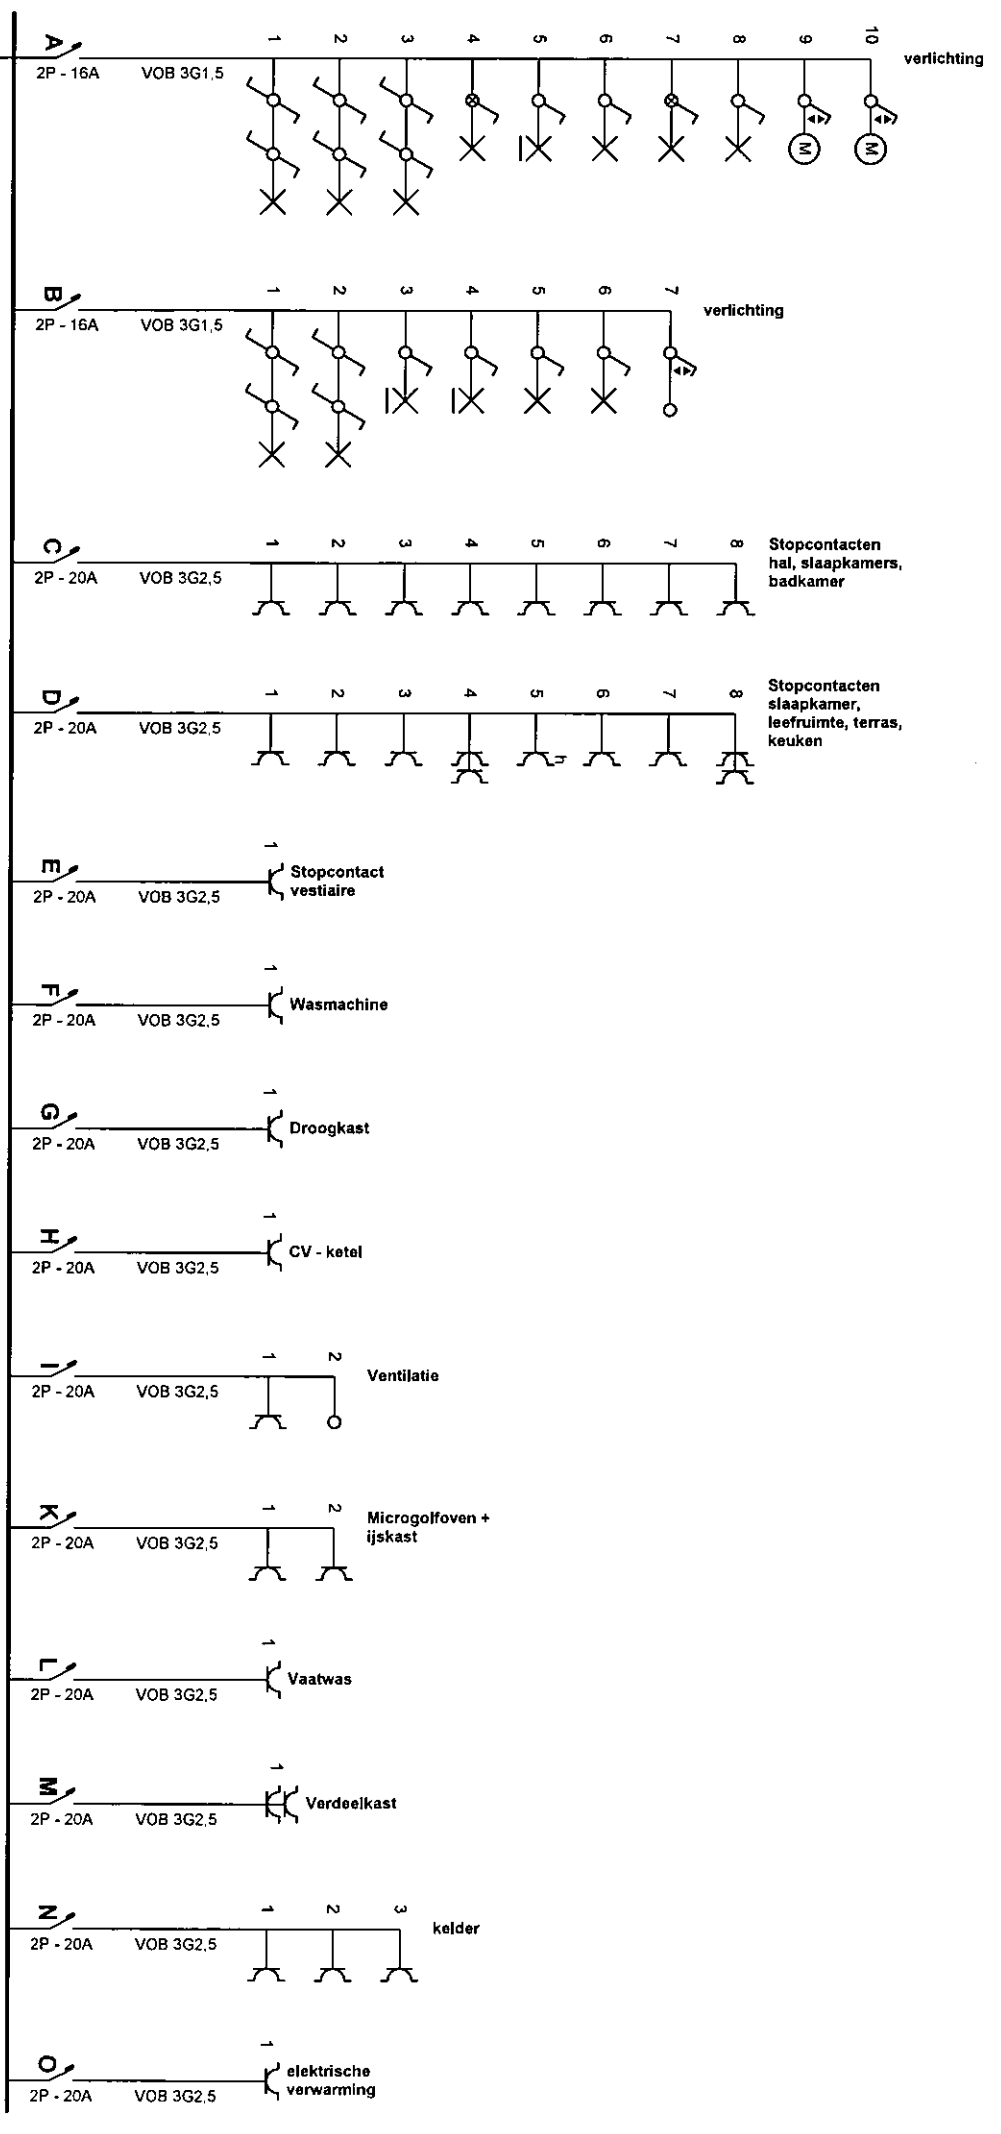 A
1 2 3 4 5 6 7 8 9 10
verlichting
2P - 16A VOB 3G1,5
M M
B
1 2 3 4 5 6 7
verlichting
2P - 16A VOB 3G1,5
C
1 2 3 4 5 6 7 8
Stopcontacten
hal, slaapkamers,
badkamer
2P - 20A VOB 3G2,5
D
1 2 3 4 5 6 7 8
Stopcontacten
slaapkamer,
leefruimte, terras,
keuken
2P - 20A VOB 3G2,5
h
E
1
Stopcontact
vestiaire
2P - 20A VOB 3G2,5
F
1
Wasmachine
2P - 20A VOB 3G2,5
G
1
Droogkast
2P - 20A VOB 3G2,5
H
1
CV - ketel
2P - 20A VOB 3G2,5
I
1 2
Ventilatie
2P - 20A VOB 3G2,5
K
1 2
Microgolfoven +
ijskast
2P - 20A VOB 3G2,5
L
1
Vaatwas
2P - 20A VOB 3G2,5
M
1
Verdeelkast
2P - 20A VOB 3G2,5
N
1 2 3
kelder
2P - 20A VOB 3G2,5
O
1
elektrische
verwarming
2P - 20A VOB 3G2,5